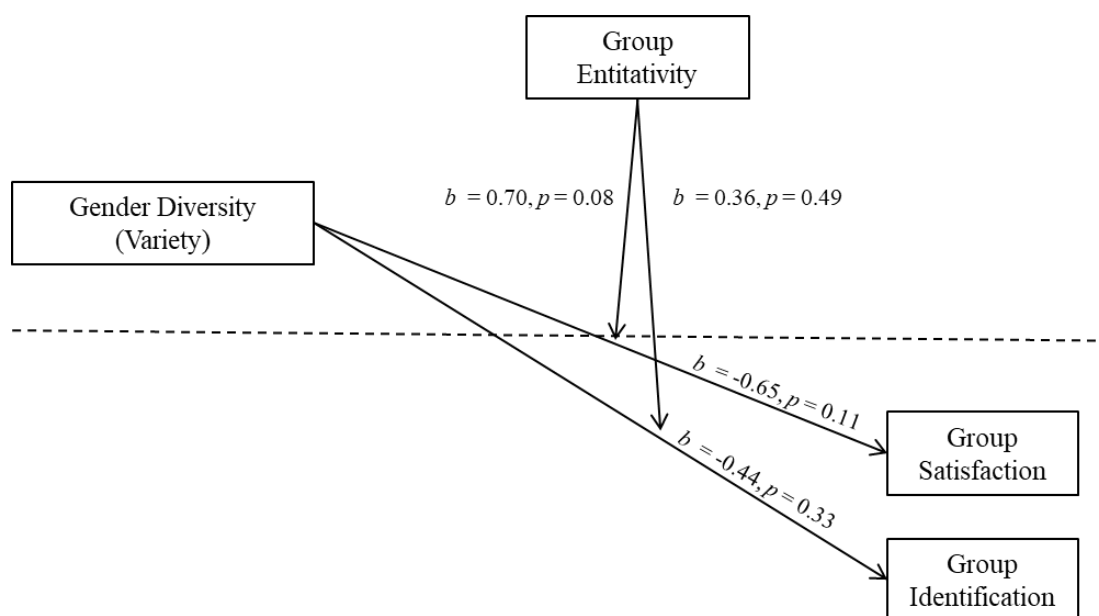 Group
Entitativity
b = 0.70, p = 0.08
b = 0.36, p = 0.49
Gender Diversity
(Variety)
b = -0.65, p = 0.11
b = -0.44, p = 0.33
Group
Satisfaction
Group
Identification